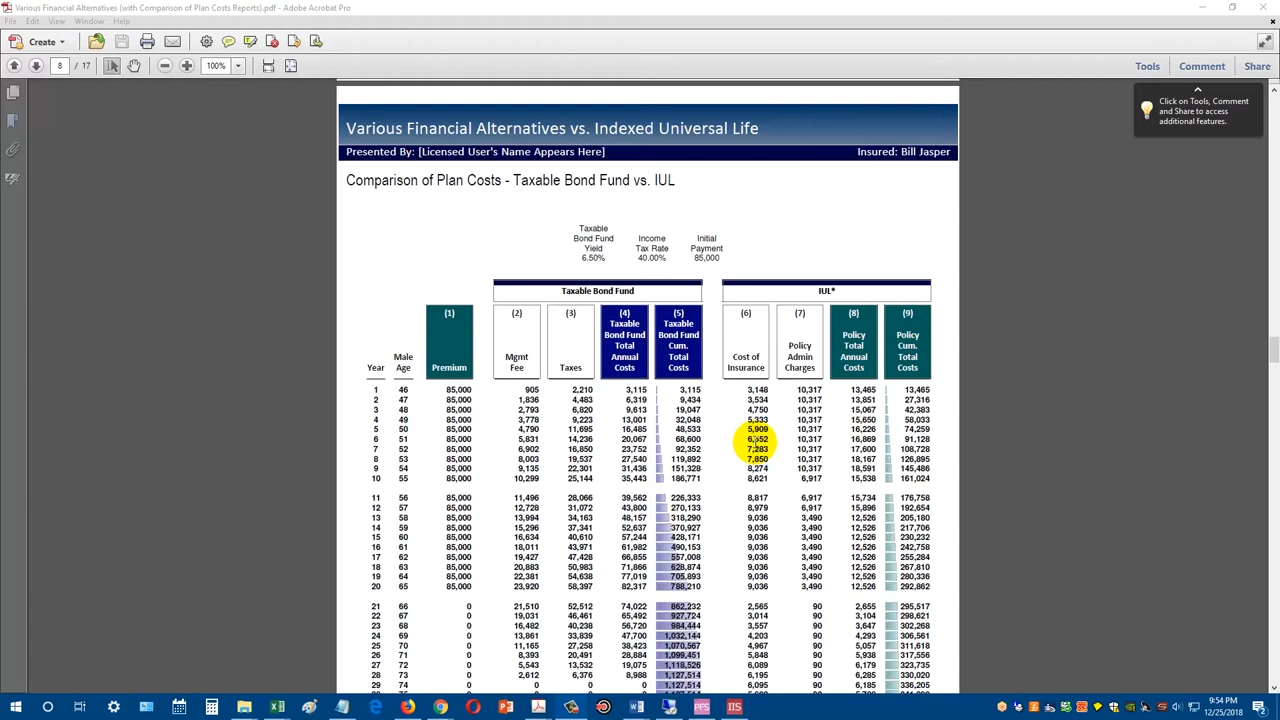 Various Financial Alternatives (with Comparison of Plan Costs Reports).pdf - Adobe Acrobat Pro
File Edit View Window Help
Create
8 / 17 100% Tools Comment Share
Click on Tools, Comment
and Share to access
additional features.
Various Financial Alternatives vs. Indexed Universal Life
Presented By: [Licensed User's Name Appears Here] Insured: Bill Jasper
Comparison of Plan Costs - Taxable Bond Fund vs. IUL
Taxable
Bond Fund Income Initial
Yield Tax Rate Payment
6.50% 40.00% 85,000
Taxable Bond Fund IUL*
(1) (2) (3) (4) (5) (6) (7) (8) (9)
Taxable Taxable
Bond Fund Bond Fund Policy Policy
Total Cum. Policy Total Cum.
Male Mgmt Annual Total Cost of Admin Annual Total
Year Age Premium Fee Taxes Costs Costs Insurance Charges Costs Costs
1 46 85,000 905 2,210 3,115 3,115 3,148 10,317 13,465 13,465
2 47 85,000 1,836 4,483 6,319 9,434 3,534 10,317 13,851 27,316
3 48 85,000 2,793 6,820 9,613 19,047 4,750 10,317 15,067 42,383
4 49 85,000 3,778 9,223 13,001 32,048 5,333 10,317 15,650 58,033
5 50 85,000 4,790 11,695 16,485 48,533 5,909 10,317 16,226 74,259
6 51 85,000 5,831 14,236 20,067 68,600 6,552 10,317 16,869 91,128
7 52 85,000 6,902 16,850 23,752 92,352 7,283 10,317 17,600 108,728
8 53 85,000 8,003 19,537 27,540 119,892 7,850 10,317 18,167 126,895
9 54 85,000 9,135 22,301 31,436 151,328 8,274 10,317 18,591 145,486
10 55 85,000 10,299 25,144 35,443 186,771 8,621 6,917 15,538 161,024
11 56 85,000 11,496 28,066 39,562 226,333 8,817 6,917 15,734 176,758
12 57 85,000 12,728 31,072 43,800 270,133 8,979 6,917 15,896 192,654
13 58 85,000 13,994 34,163 48,157 318,290 9,036 3,490 12,526 205,180
14 59 85,000 15,296 37,341 52,637 370,927 9,036 3,490 12,526 217,706
15 60 85,000 16,634 40,610 57,244 428,171 9,036 3,490 12,526 230,232
16 61 85,000 18,011 43,971 61,982 490,153 9,036 3,490 12,526 242,758
17 62 85,000 19,427 47,428 66,855 557,008 9,036 3,490 12,526 255,284
18 63 85,000 20,883 50,983 71,866 628,874 9,036 3,490 12,526 267,810
19 64 85,000 22,381 54,638 77,019 705,893 9,036 3,490 12,526 280,336
20 65 85,000 23,920 58,397 82,317 788,210 9,036 3,490 12,526 292,862
21 66 0 21,510 52,512 74,022 862,232 2,565 90 2,655 295,517
22 67 0 19,031 46,461 65,492 927,724 3,014 90 3,104 298,621
23 68 0 16,482 40,238 56,720 984,444 3,557 90 3,647 302,268
24 69 0 13,861 33,839 47,700 1,032,144 4,203 90 4,293 306,561
25 70 0 11,165 27,258 38,423 1,070,567 4,967 90 5,057 311,618
26 71 0 8,393 20,491 28,884 1,099,451 5,848 90 5,938 317,556
27 72 0 5,543 13,532 19,075 1,118,526 6,089 90 6,179 323,735
28 73 0 2,612 6,376 8,988 1,127,514 6,195 90 6,285 330,020
29 74 0 0 0 0 1,127,514 6,095 90 6,185 336,205
PFS IIS
9:54 PM
12/25/2018